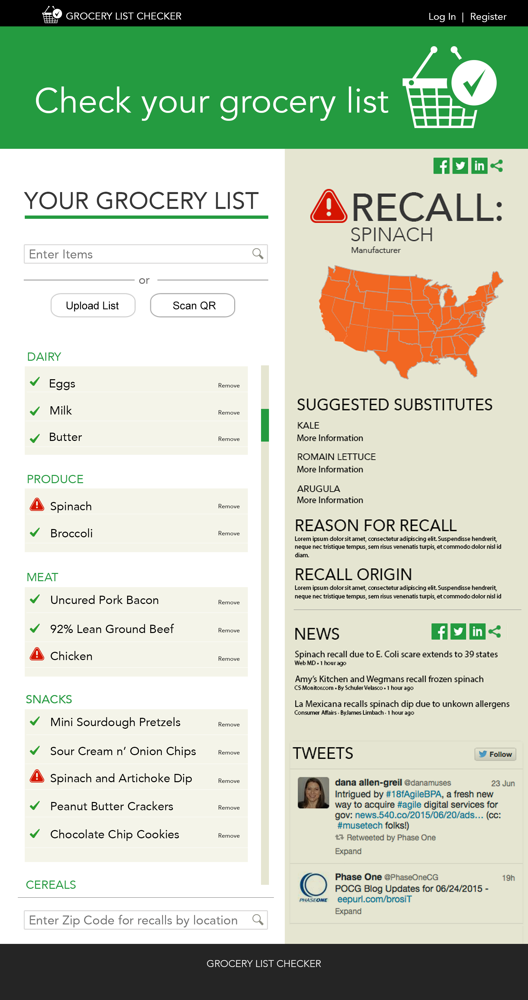 GROCERY LIST CHECKER
Log In | Register
Check your grocery list
YOUR GROCERY LIST
Enter Items
or
Upload List
Scan QR
DAIRY
Eggs Remove
Milk Remove
Butter Remove
PRODUCE
Spinach Remove
Broccoli Remove
MEAT
Uncured Pork Bacon Remove
92% Lean Ground Beef Remove
Chicken Remove
SNACKS
Mini Sourdough Pretzels Remove
Sour Cream n’ Onion Chips Remove
Spinach and Artichoke Dip Remove
Peanut Butter Crackers Remove
Chocolate Chip Cookies Remove
CEREALS
Enter Zip Code for recalls by location
RECALL:
SPINACH
Manufacturer
SUGGESTED SUBSTITUTES
KALE
More Information
ROMAIN LETTUCE
More Information
ARUGULA
More Information
REASON FOR RECALL
Lorem ipsum dolor sit amet, consectetur adipiscing elit. Suspendisse hendrerit,
neque nec tristique tempus, sem risus venenatis turpis, et commodo dolor nisl id
diam.
RECALL ORIGIN
Lorem ipsum dolor sit amet, consectetur adipiscing elit. Suspendisse hendrerit,
neque nec tristique tempus, sem risus venenatis turpis, et commodo dolor nisl id
NEWS
Spinach recall due to E. Coli scare extends to 39 states
Web MD • 1 hour ago
Amy’s Kitchen and Wegmans recall frozen spinach
CS Monitor.com • By Schuler Velasco • 1 hour ago
La Mexicana recalls spinach dip due to unkown allergens
Consumer Affairs · ByJames Limbach · 1 hour ago
TWEETS
Follow
dana allen-greil @danamuses 23 Jun
Intrigued by #18fAgileBPA, a fresh new
way to acquire #agile digital services for
gov: news.540.co/2015/06/20/ads… (cc:
#musetech folks!)
Retweeted by Phase One
Expand
PHASEONE
Phase One @PhaseOneCG 19h
POCG Blog Updates for 06/24/2015 -
eepurl.com/brosiT
Expand
GROCERY LIST CHECKER